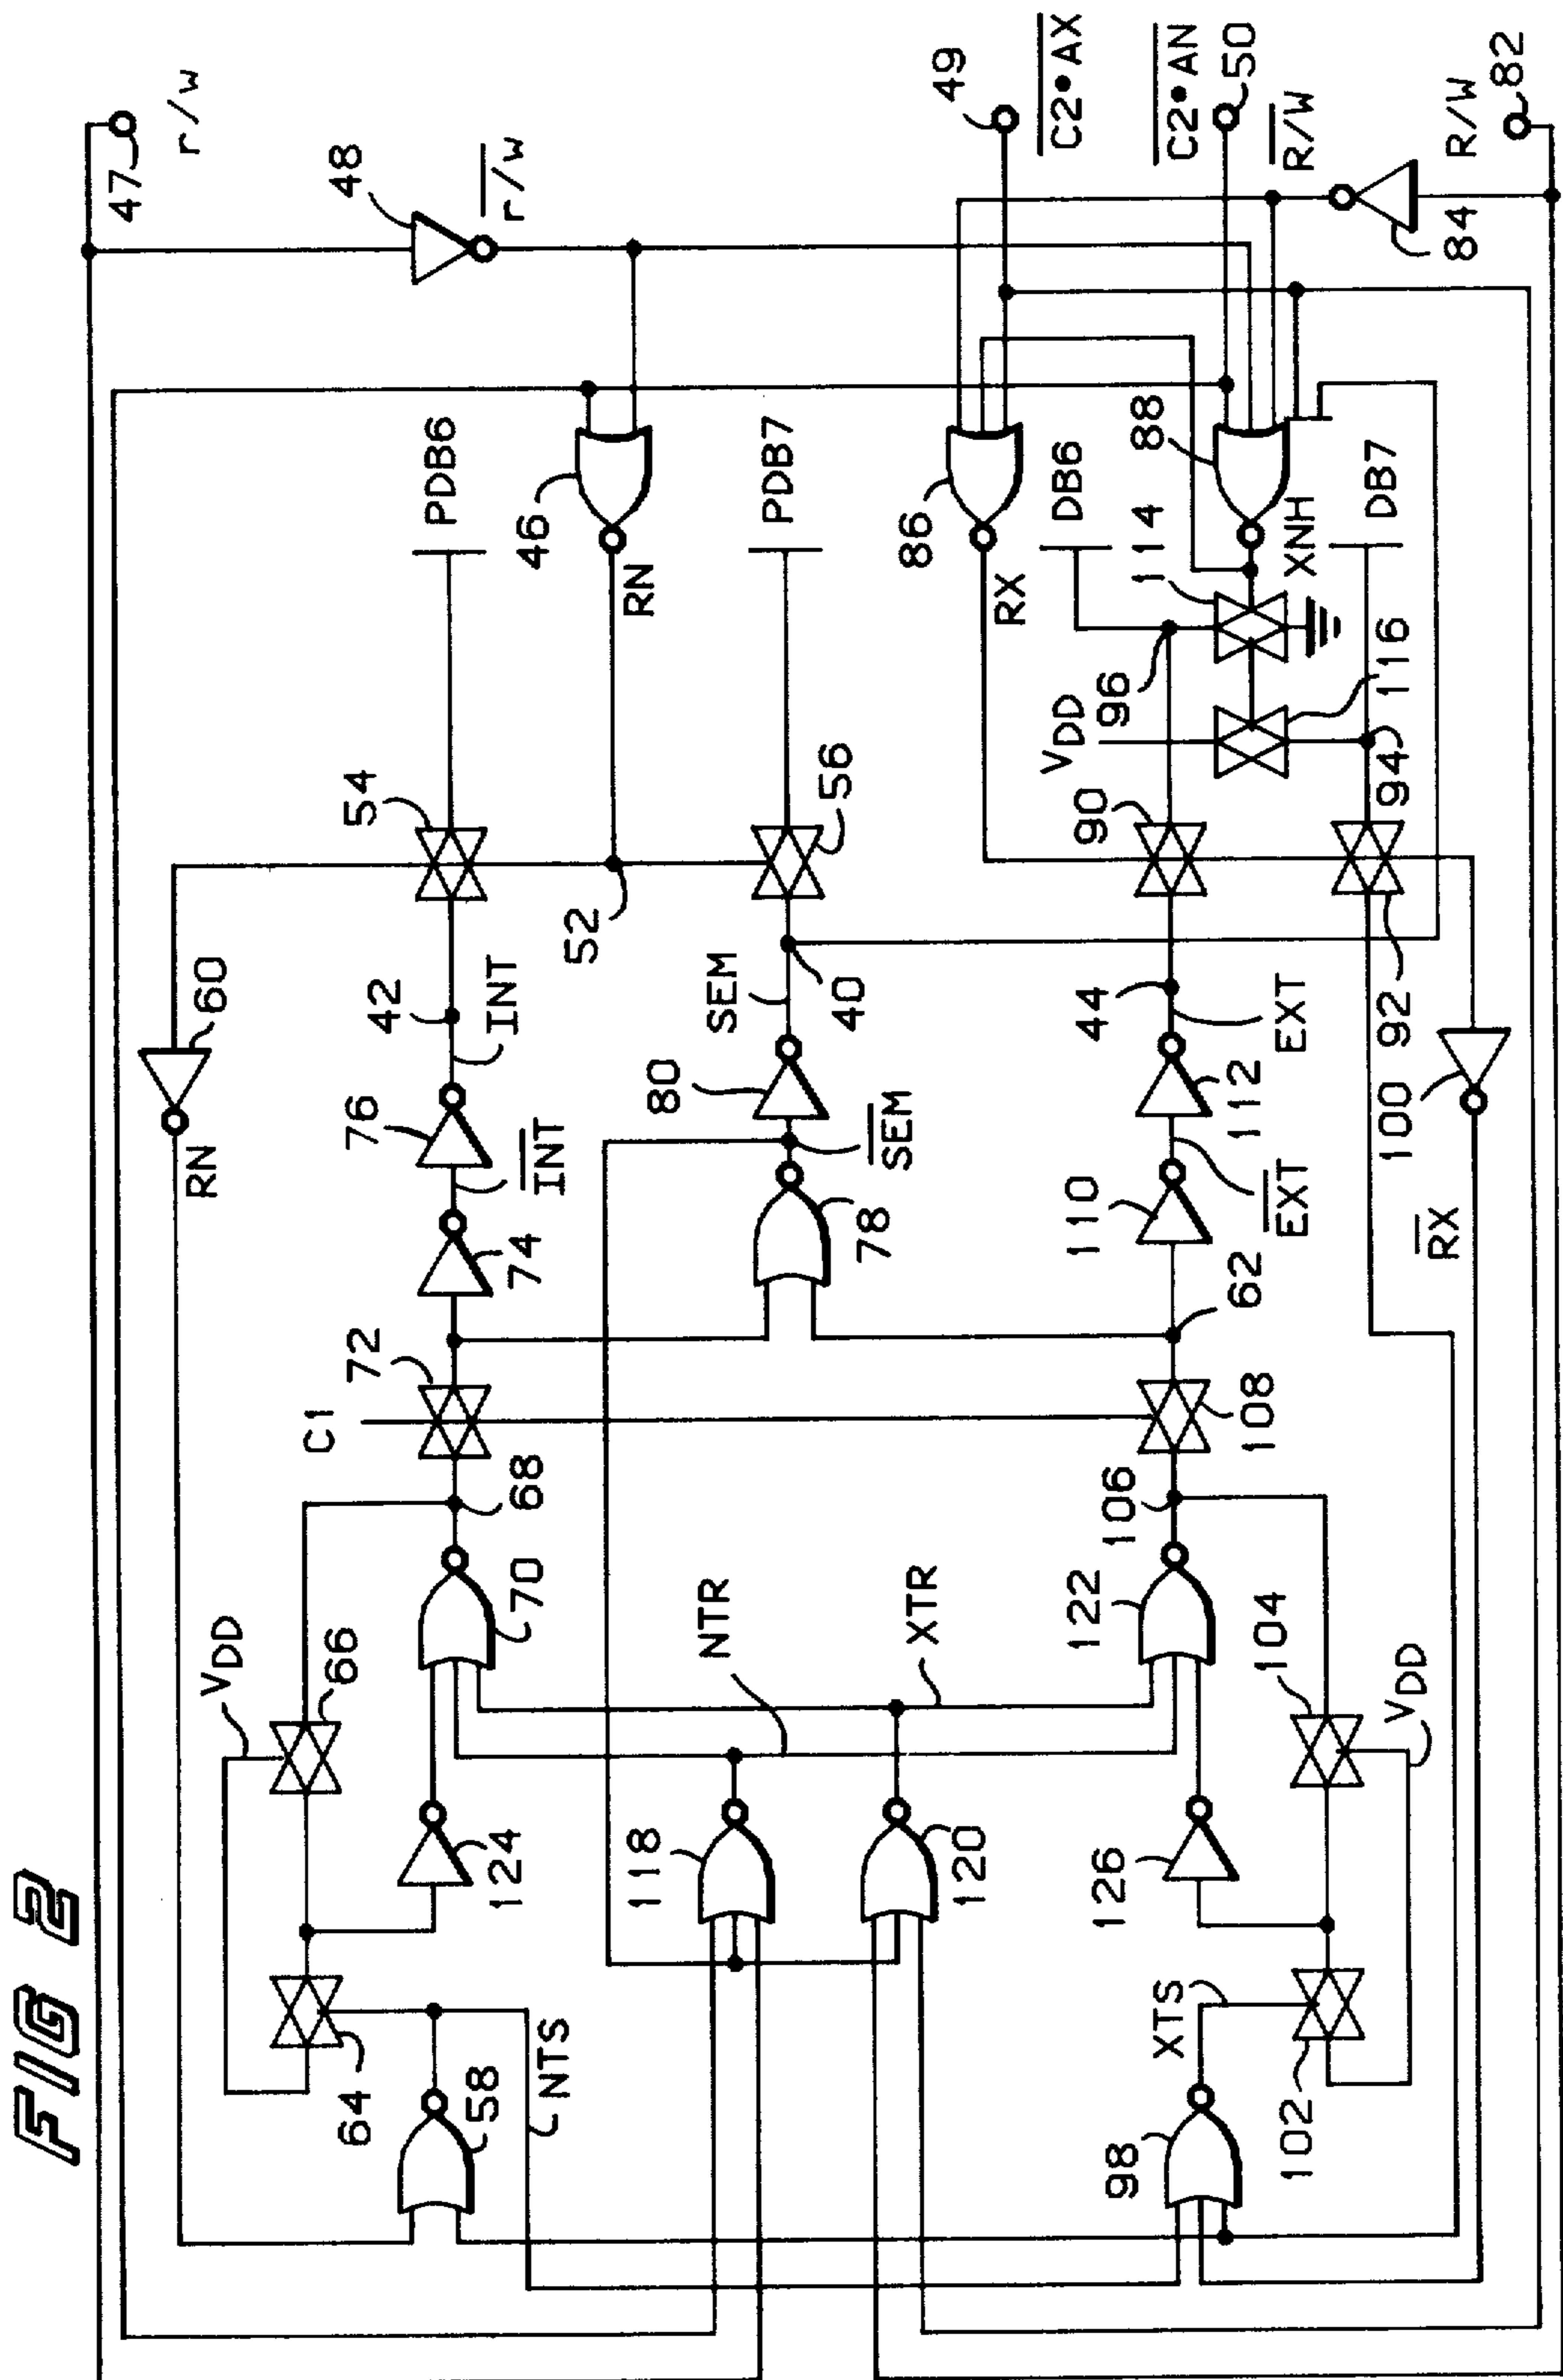 FIG 2
47
r/w
48
r/w
49
C2•AX
C2•AN
50
R/W
R/W
82
84
PDB6
46
RN
PDB7
86
RX
DB6
88
114
XNH
DB7
116
96
VDD
94
54
56
52
90
92
60
RN
42
INT
76
INT
74
SEM
40
80
SEM
78
44
EXT
112
EXT
110
62
100
RX
72
C1
68
70
108
106
122
VDD
66
NTR
XTR
104
VDD
124
118
120
126
64
58
NTS
XTS
98
102